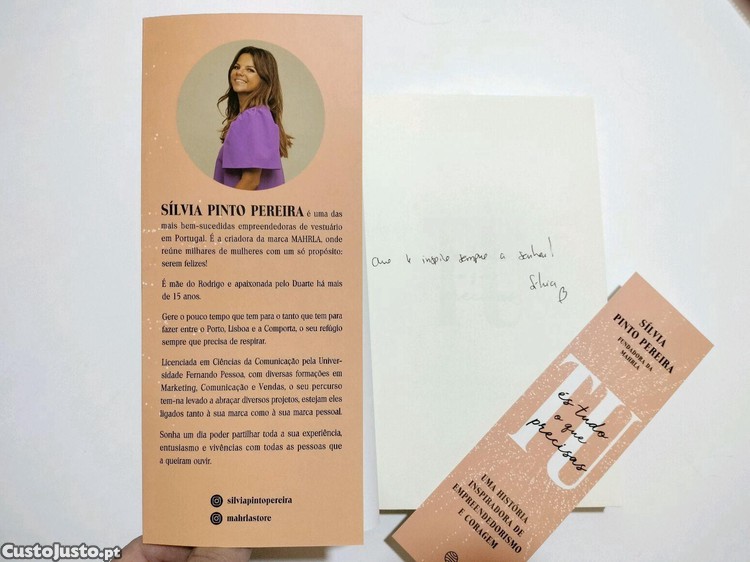 SÍLVIA PINTO PEREIRA é uma das
mais bem-sucedidas empreendedoras de vestuário
em Portugal. É a criadora da marca MAHRLA, onde
reúne milhares de mulheres com um só propósito:
serem felizes!
É mãe do Rodrigo e apaixonada pelo Duarte há mais
de 15 anos.
Gere o pouco tempo que tem para o tanto que tem para
fazer entre o Porto, Lisboa e a Comporta, o seu refúgio
sempre que precisa de respirar.
Licenciada em Ciências da Comunicação pela Univer-
sidade Fernando Pessoa, com diversas formações em
Marketing, Comunicação e Vendas, o seu percurso
tem-na levado a abraçar diversos projetos, estejam eles
ligados tanto à sua marca como à sua marca pessoal.
Sonha um dia poder partilhar toda a sua experiência,
entusiasmo e vivências com todas as pessoas que
a queiram ouvir.
silviapintopereira
mahrlastore
Que te inspire sempre a sonhar!
Sílvia
SÍLVIA
PINTO PEREIRA
FUNDADORA DA
MAHRLA
TU
és tudo
o que
precisas
UMA HISTÓRIA
INSPIRADORA DE
EMPREENDEDORISMO
E CORAGEM
CustoJusto.pt